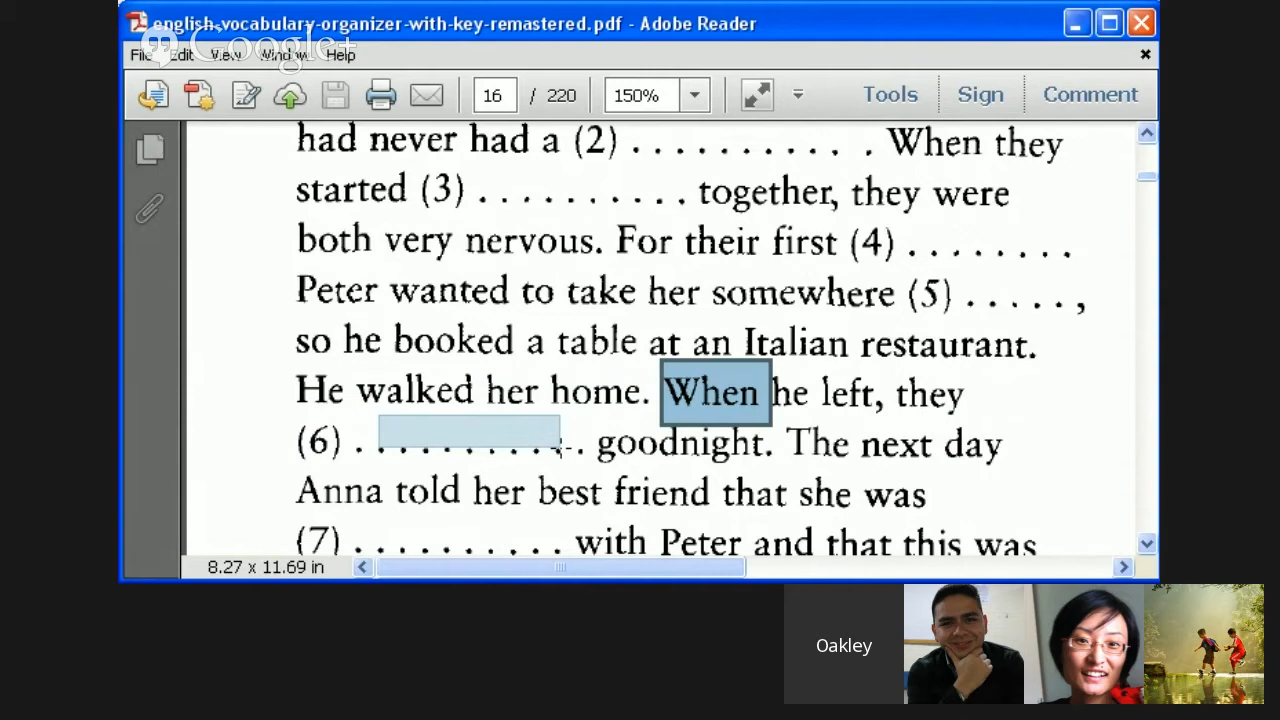 english-vocabulary-organizer-with-key-remastered.pdf - Adobe Reader
Google+
File Edit View Window Help
16 / 220 150% Tools Sign Comment
had never had a (2) . . . . . . . . . . . . When they
started (3) . . . . . . . . . . together, they were
both very nervous. For their first (4) . . . . . . . .
Peter wanted to take her somewhere (5) . . . . . ,
so he booked a table at an Italian restaurant.
He walked her home. When he left, they
(6) . . . . . . . . . . . goodnight. The next day
Anna told her best friend that she was
(7) . . . . . . . . . . with Peter and that this was
8.27 x 11.69 in
Oakley